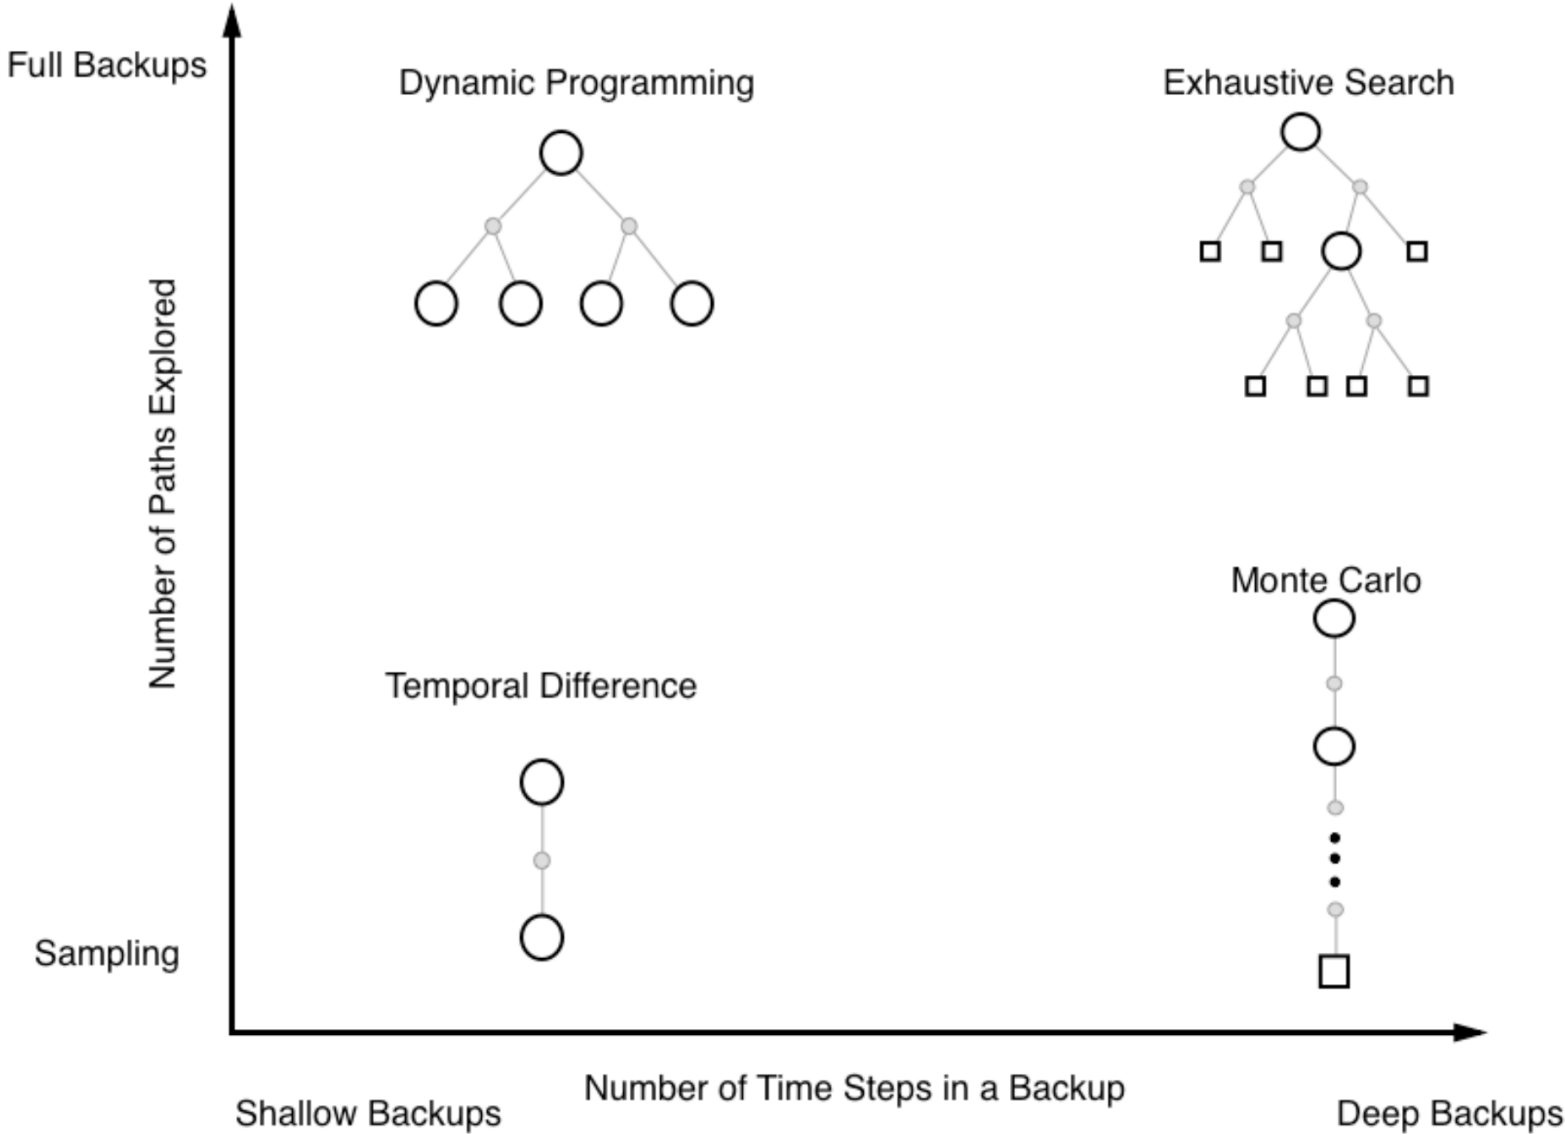 Full Backups
Dynamic Programming
Exhaustive Search
Number of Paths Explored
Monte Carlo
Temporal Difference
Sampling
Number of Time Steps in a Backup
Shallow Backups
Deep Backups